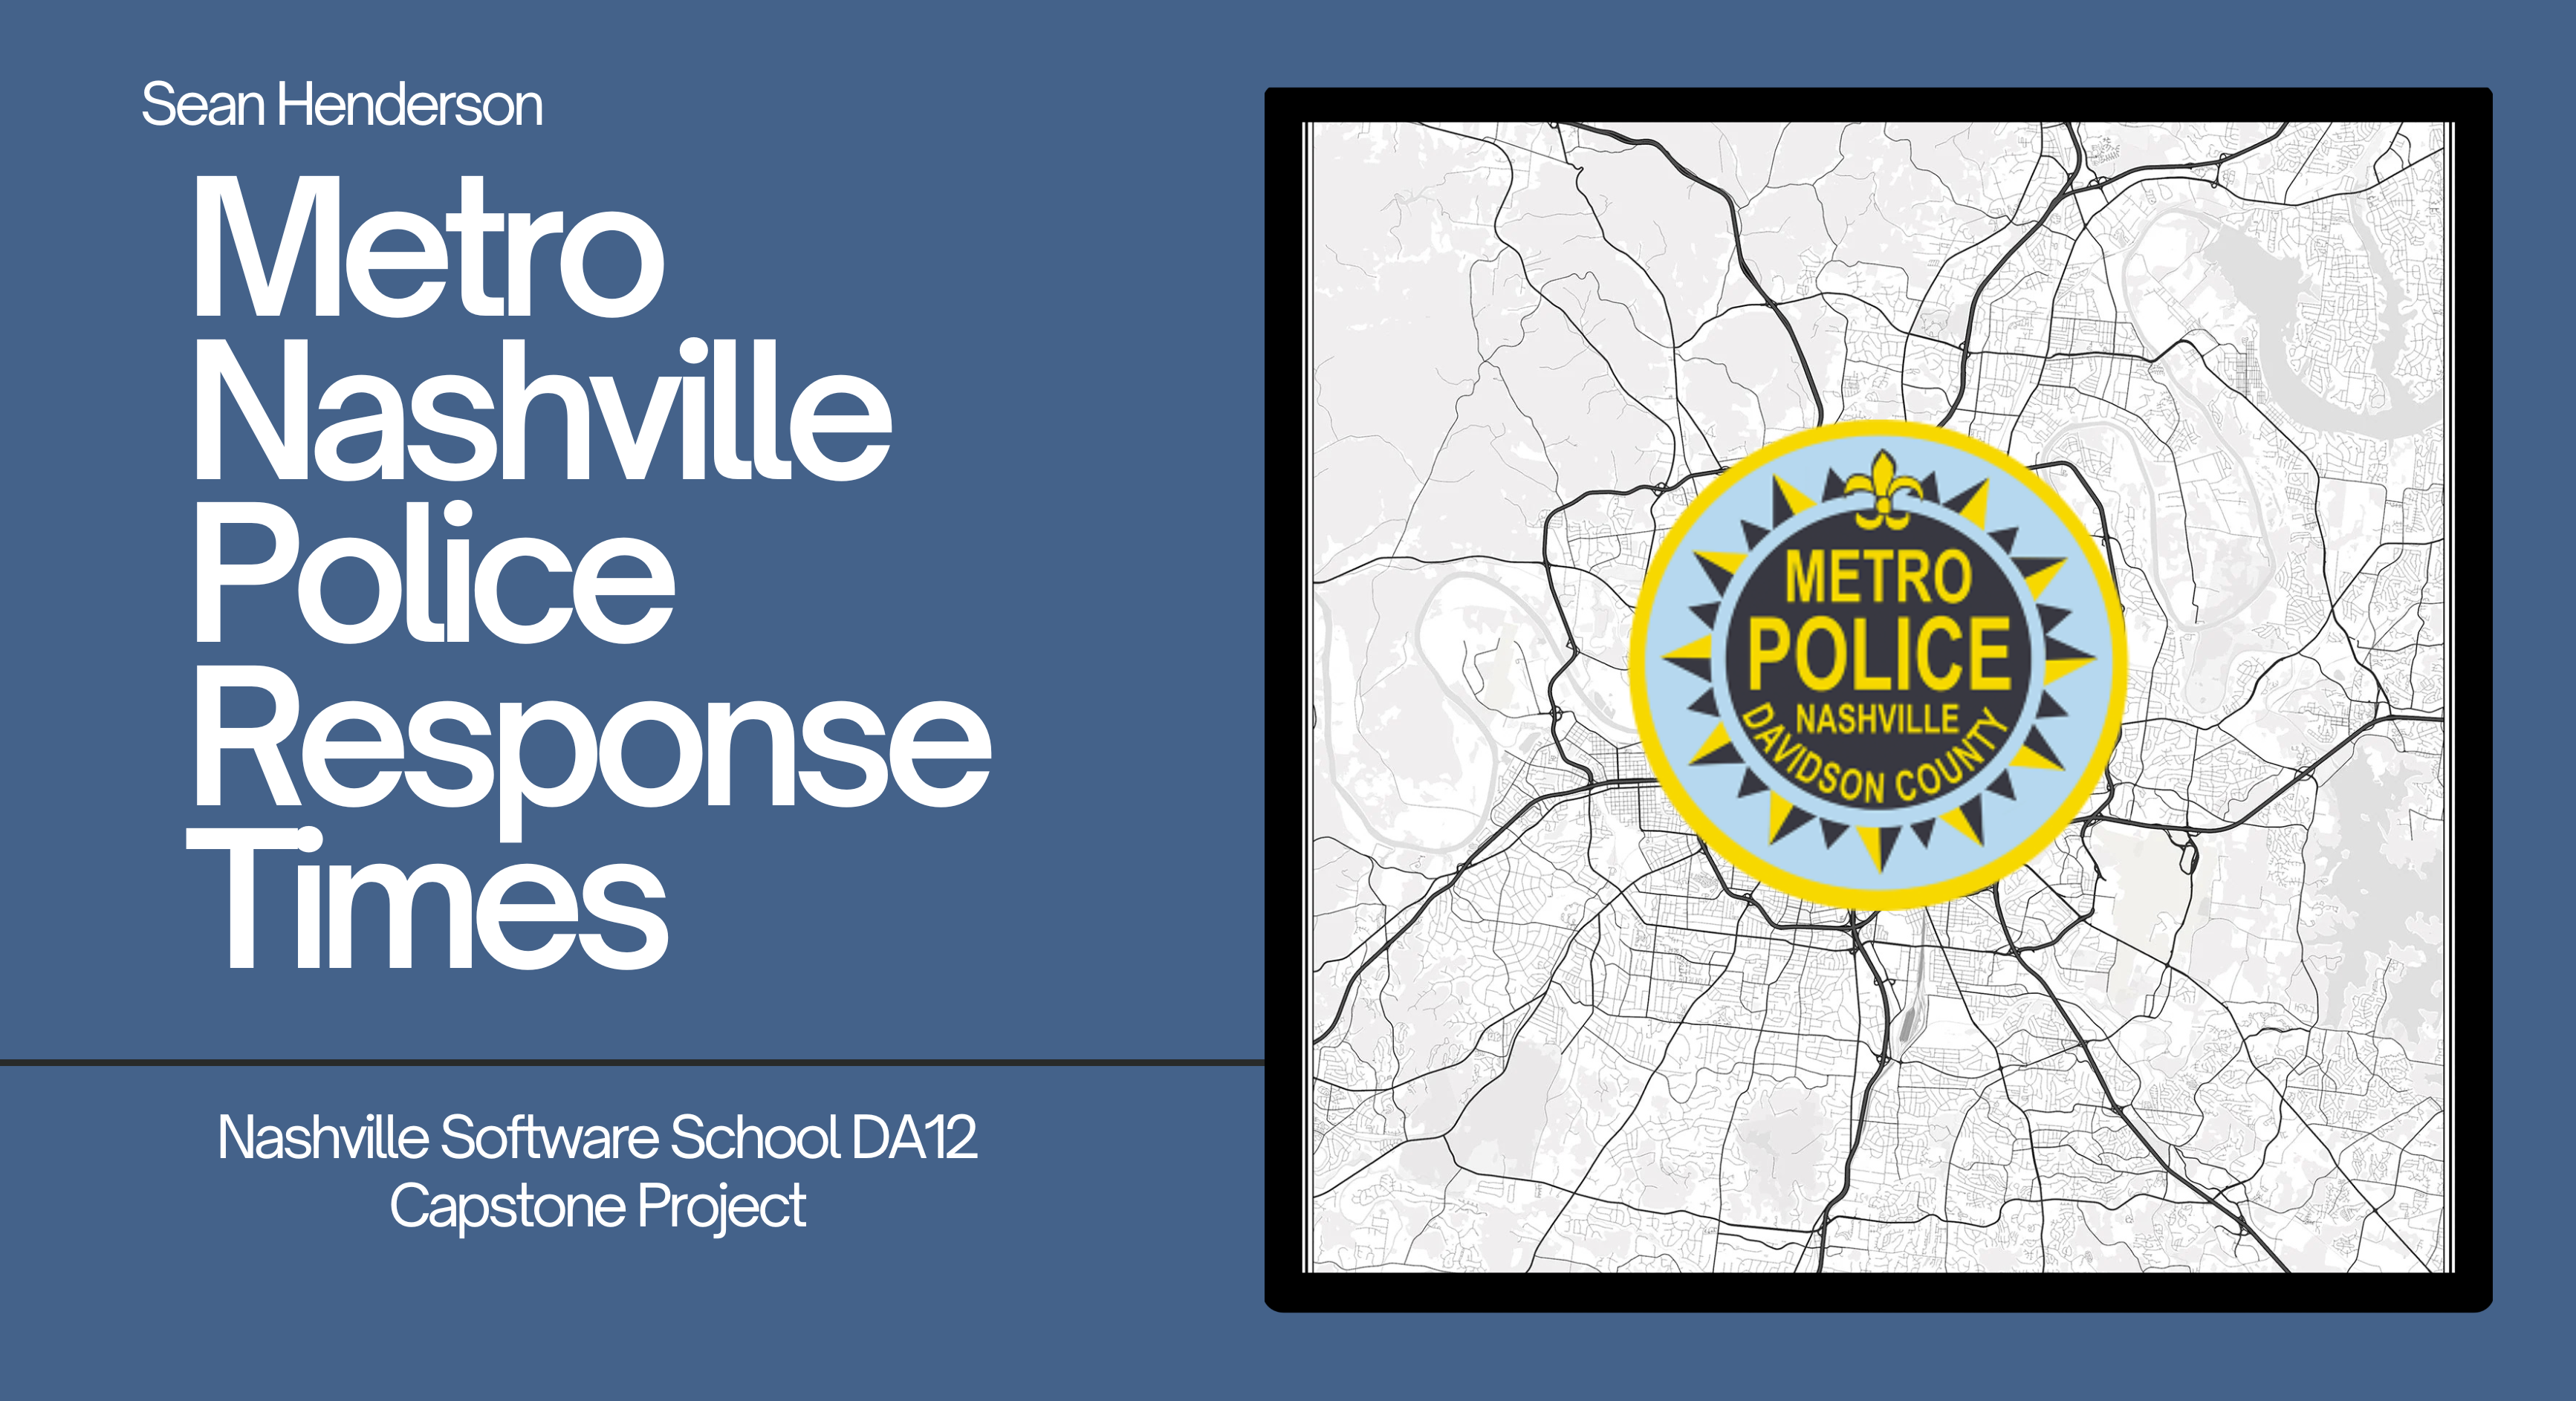 Sean Henderson
Metro
Nashville
Police
Response
Times
Nashville Software School DA12
Capstone Project
METRO
POLICE
NASHVILLE
DAVIDSON COUNTY